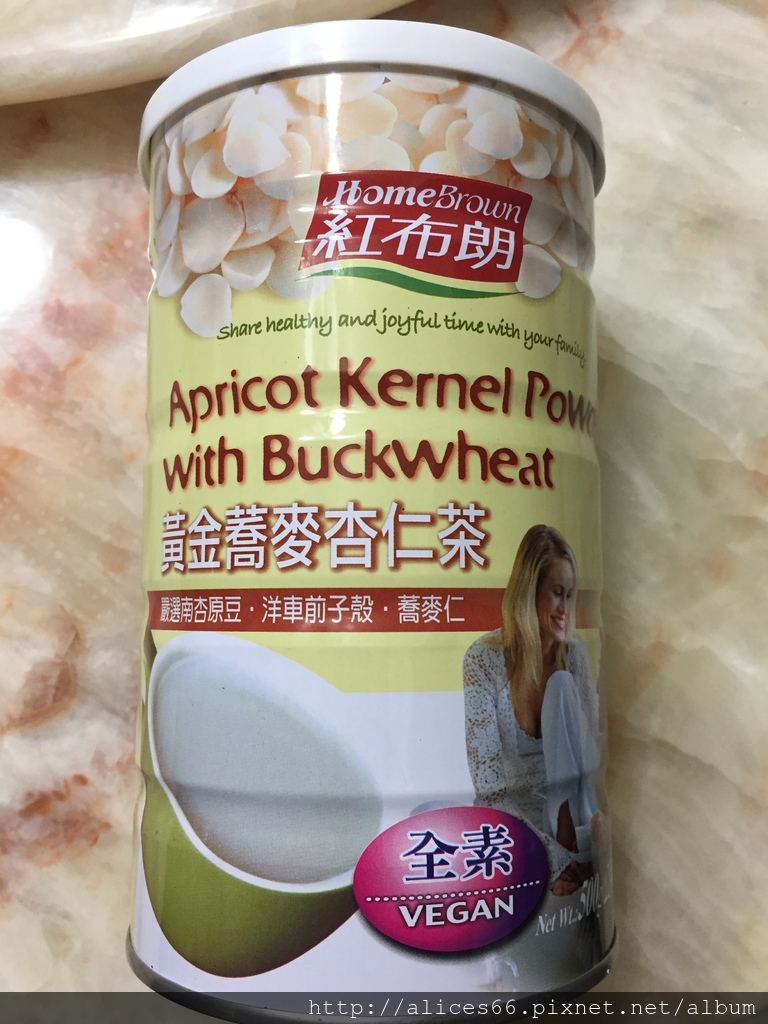 HomeBrown
紅布朗
Share healthy and joyful time with your family
Apricot Kernel
with Buckwheat
黃金蕎麥杏仁茶
嚴選南杏原豆·洋車前子殼·蕎麥仁
全素
VEGAN
Net Wt.:500g
http://alices66.pixnet.net/album